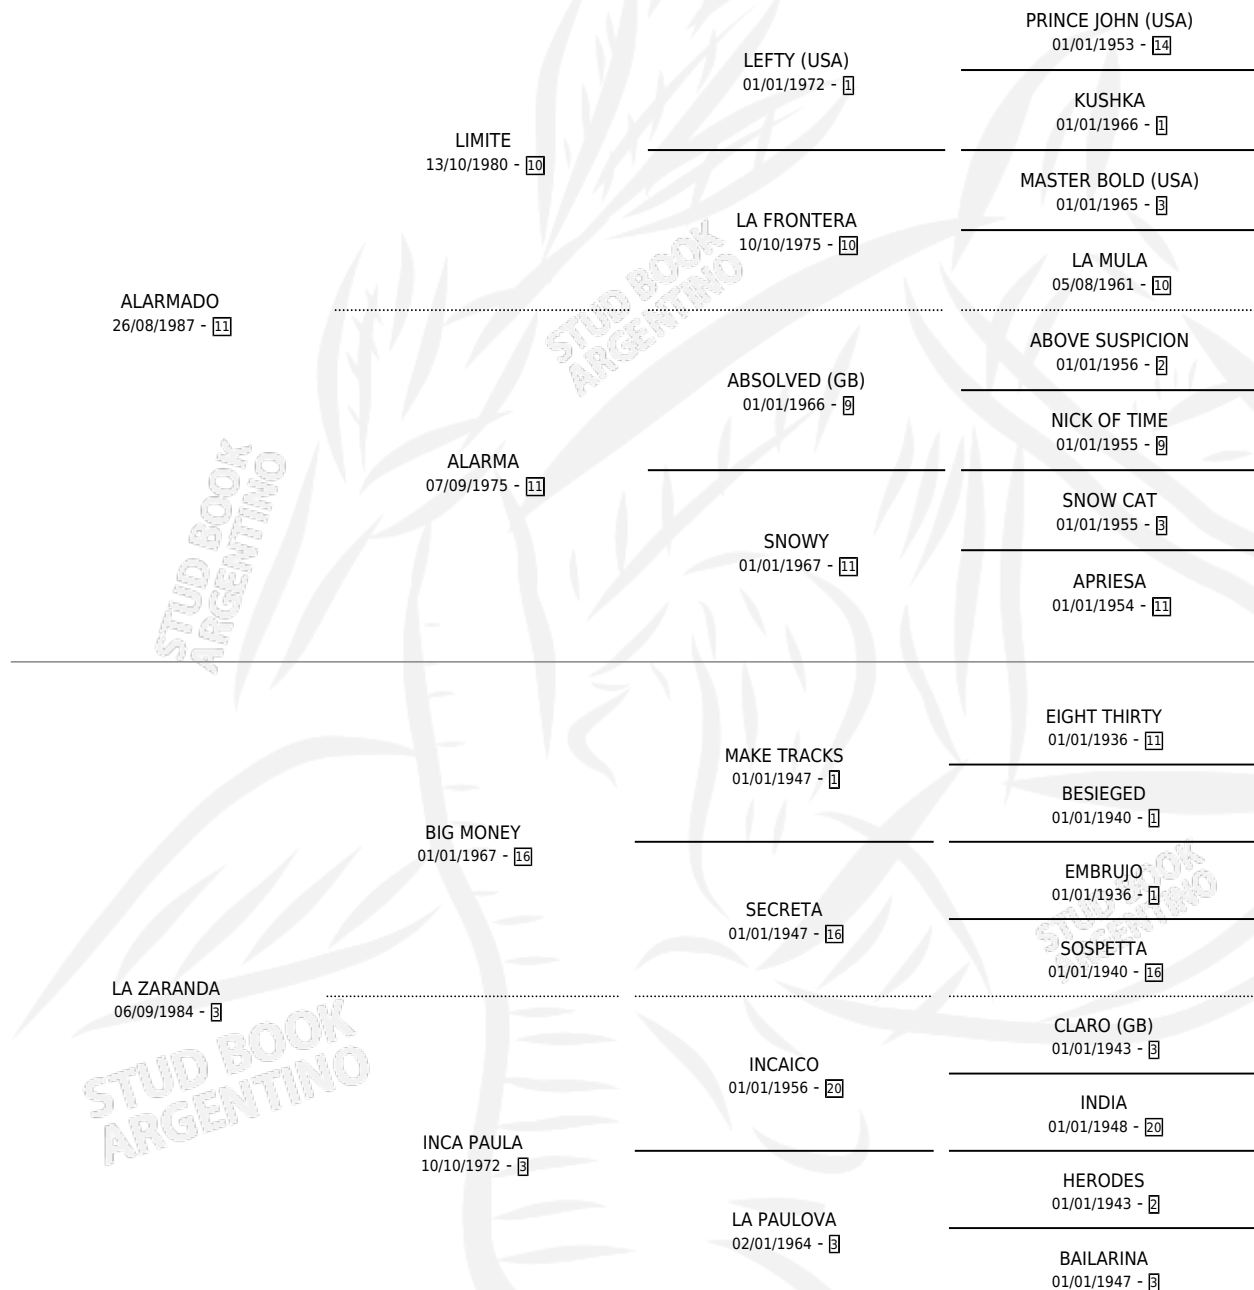 PRINCE JOHN (USA)
01/01/1953 - 14
LEFTY (USA)
01/01/1972 - 1
KUSHKA
01/01/1966 - 1
LIMITE
13/10/1980 - 10
MASTER BOLD (USA)
01/01/1965 - 3
LA FRONTERA
10/10/1975 - 10
LA MULA
05/08/1961 - 10
ALARMADO
26/08/1987 - 11
STUD BOOK
ARGENTINO
ABOVE SUSPICION
01/01/1956 - 2
ABSOLVED (GB)
01/01/1966 - 9
NICK OF TIME
01/01/1955 - 9
ALARMA
07/09/1975 - 11
STUD BOOK
ARGENTINO
SNOW CAT
01/01/1955 - 3
SNOWY
01/01/1967 - 11
APRIESA
01/01/1954 - 11
EIGHT THIRTY
01/01/1936 - 11
MAKE TRACKS
01/01/1947 - 1
BESIEGED
01/01/1940 - 1
BIG MONEY
01/01/1967 - 16
EMBRUJO
01/01/1936 - 1
STUD BOOK
ARGENTINO
SECRETA
01/01/1947 - 16
SOSPETTA
01/01/1940 - 16
LA ZARANDA
06/09/1984 - 3
STUD BOOK
ARGENTINO
CLARO (GB)
01/01/1943 - 3
INCAICO
01/01/1956 - 20
INDIA
01/01/1948 - 20
INCA PAULA
10/10/1972 - 3
HERODES
01/01/1943 - 2
LA PAULOVA
02/01/1964 - 3
BAILARINA
01/01/1947 - 3